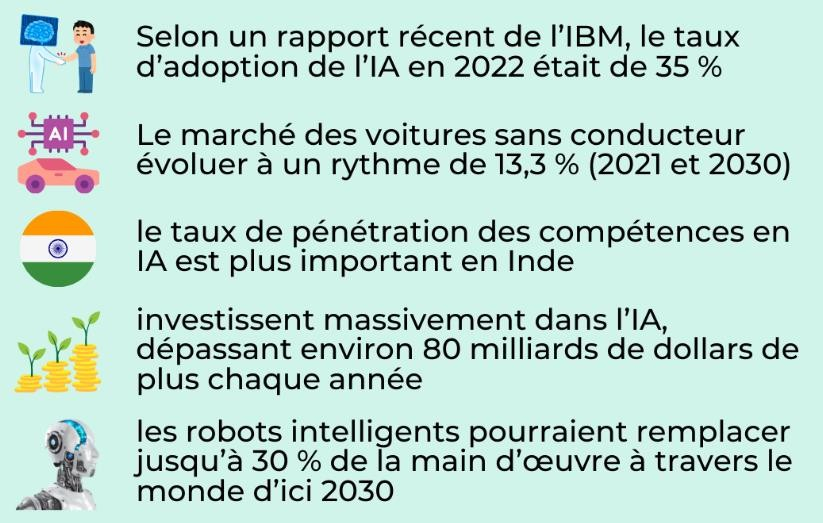 Selon un rapport récent de l'IBM, le taux
d'adoption de l'IA en 2022 était de 35 %
AI
Le marché des voitures sans conducteur
évoluer à un rythme de 13,3 % (2021 et 2030)
le taux de pénétration des compétences en
IA est plus important en Inde
investissent massivement dans l'IA,
dépassant environ 80 milliards de dollars de
plus chaque année
les robots intelligents pourraient remplacer
jusqu'à 30 % de la main d'œuvre à travers le
monde d'ici 2030